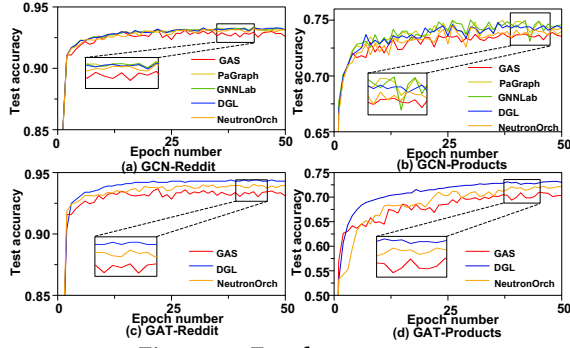 0.95
0.90
0.85
Test accuracy
GAS
PaGraph
GNNLab
DGL
NeutronOrch
0
25
50
Epoch number
(a) GCN-Reddit
0.75
0.70
0.65
Test accuracy
GAS
PaGraph
GNNLab
DGL
NeutronOrch
0
25
50
Epoch number
(b) GCN-Products
0.95
0.90
0.85
Test accuracy
GAS
DGL
NeutronOrch
0
25
50
Epoch number
(c) GAT-Reddit
0.75
0.70
0.65
0.60
0.55
0.50
Test accuracy
GAS
DGL
NeutronOrch
0
25
50
Epoch number
(d) GAT-Products